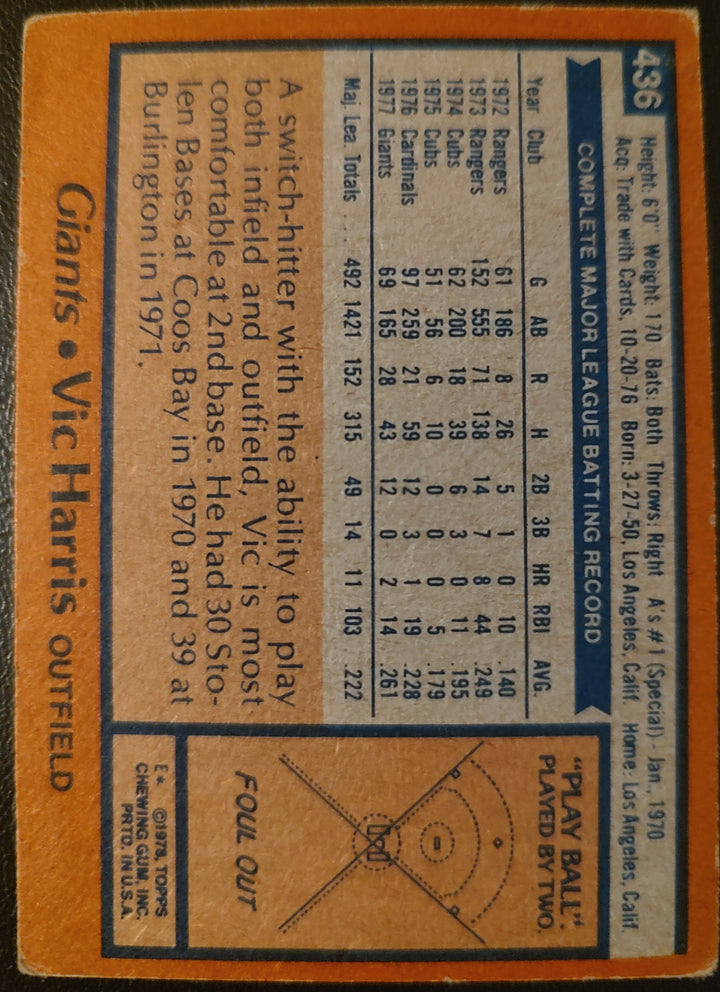 436
Height: 6'0" Weight: 170 Bats: Both Throws: Right A's #1 (Special) - Jan., 1970
Acq: Trade with Cards, 10-20-76 Born: 3-27-50, Los Angeles, Calif. Home: Los Angeles, Calif.
COMPLETE MAJOR LEAGUE BATTING RECORD
Year Club G AB R H 2B 3B HR RBI AVG.
1972 Rangers 61 186 8 26 5 1 0 10 .140
1973 Rangers 152 555 71 138 14 7 8 44 .249
1974 Cubs 62 200 18 39 6 3 0 11 .195
1975 Cubs 51 56 6 10 0 0 0 5 .179
1976 Cardinals 97 259 21 59 12 3 1 19 .228
1977 Giants 69 165 28 43 12 0 2 14 .261
Maj. Lea. Totals ... 492 1421 152 315 49 14 11 103 .222
A switch-hitter with the ability to play
both infield and outfield, Vic is most
comfortable at 2nd base. He had 30 Sto-
len Bases at Coos Bay in 1970 and 39 at
Burlington in 1971.
"PLAY BALL"
PLAYED BY TWO.
FOUL OUT
E* ©1978, TOPPS
CHEWING GUM, INC.
PRTD. IN U.S.A.
Giants • Vic Harris OUTFIELD